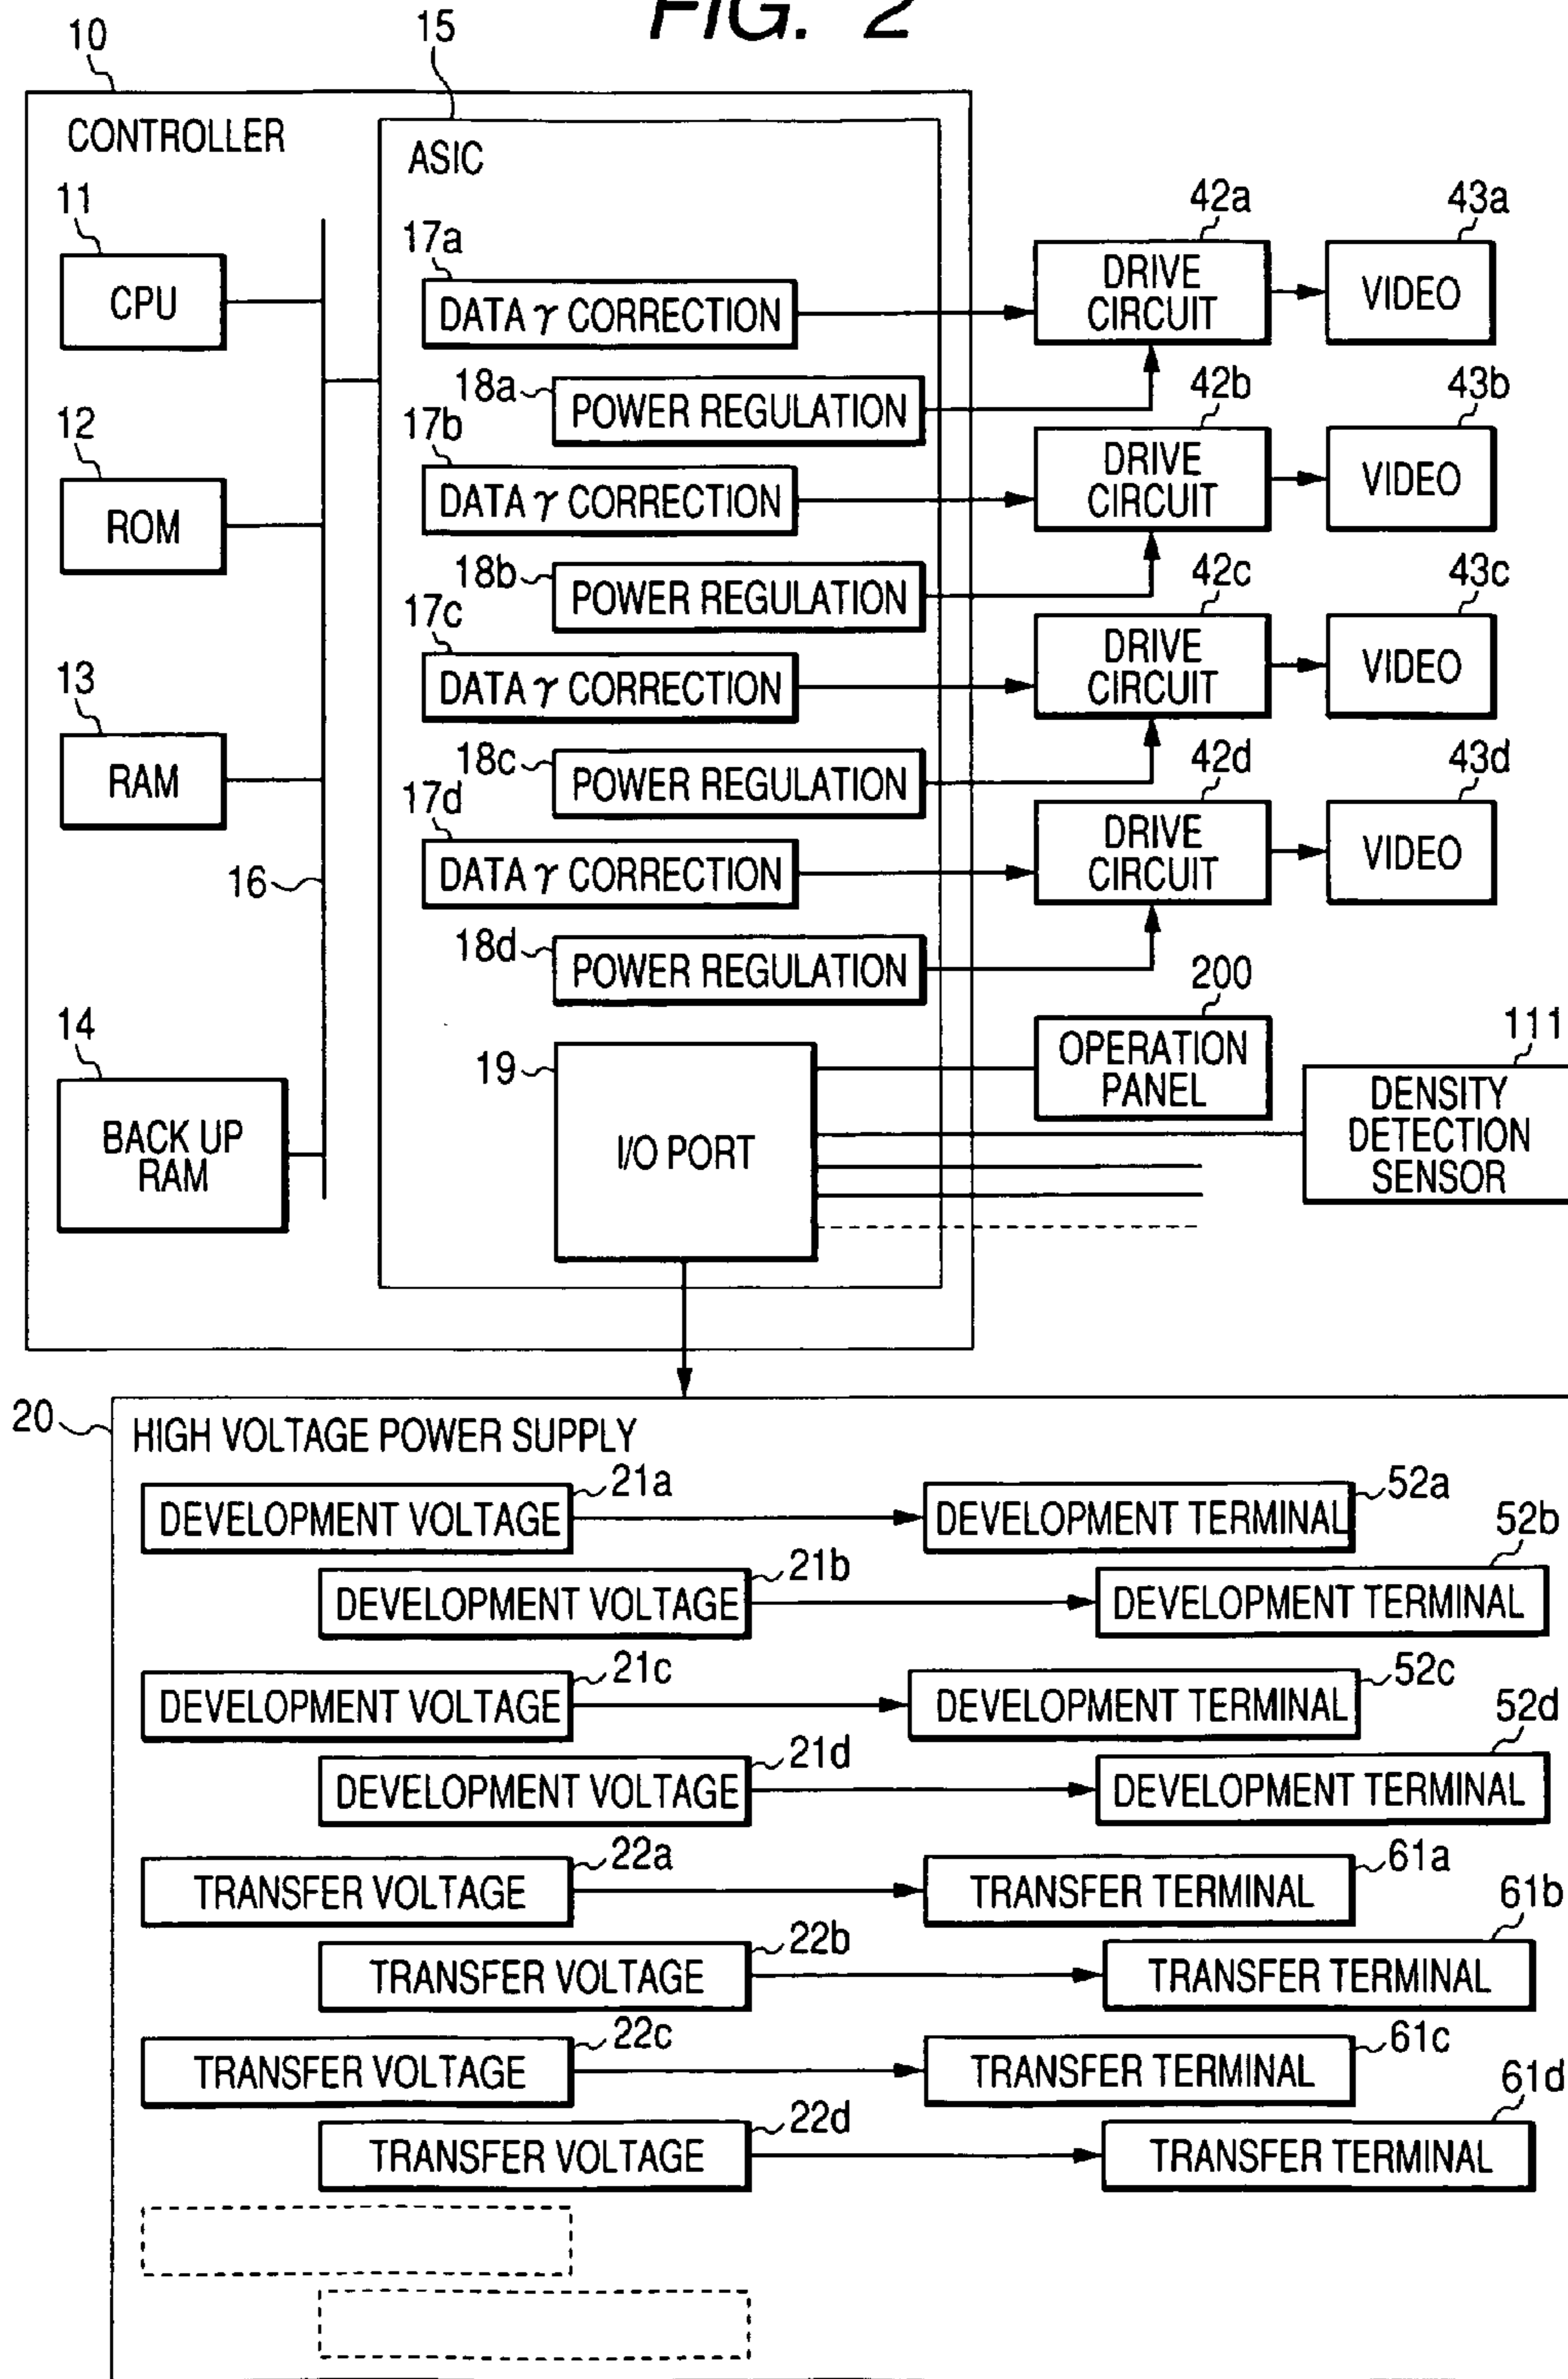 FIG. 2
10
15
CONTROLLER
ASIC
11
CPU
12
ROM
13
RAM
16
14
BACK UP
RAM
17a
DATA γ CORRECTION
18a
POWER REGULATION
17b
DATA γ CORRECTION
18b
POWER REGULATION
17c
DATA γ CORRECTION
18c
POWER REGULATION
17d
DATA γ CORRECTION
18d
POWER REGULATION
19
I/O PORT
42a
DRIVE
CIRCUIT
43a
VIDEO
42b
DRIVE
CIRCUIT
43b
VIDEO
42c
DRIVE
CIRCUIT
43c
VIDEO
42d
DRIVE
CIRCUIT
43d
VIDEO
200
OPERATION
PANEL
111
DENSITY
DETECTION
SENSOR
20
HIGH VOLTAGE POWER SUPPLY
21a
DEVELOPMENT VOLTAGE
52a
DEVELOPMENT TERMINAL
21b
DEVELOPMENT VOLTAGE
52b
DEVELOPMENT TERMINAL
21c
DEVELOPMENT VOLTAGE
52c
DEVELOPMENT TERMINAL
21d
DEVELOPMENT VOLTAGE
52d
DEVELOPMENT TERMINAL
22a
TRANSFER VOLTAGE
61a
TRANSFER TERMINAL
22b
TRANSFER VOLTAGE
61b
TRANSFER TERMINAL
22c
TRANSFER VOLTAGE
61c
TRANSFER TERMINAL
22d
TRANSFER VOLTAGE
61d
TRANSFER TERMINAL